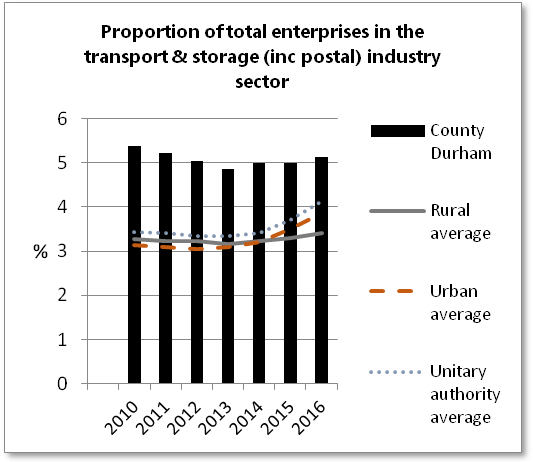 Proportion of total enterprises in the
transport & storage (inc postal) industry
sector
6
5
4
3
2
1
0
%
2010
2011
2012
2013
2014
2015
2016
County
Durham
Rural
average
Urban
average
Unitary
authority
average